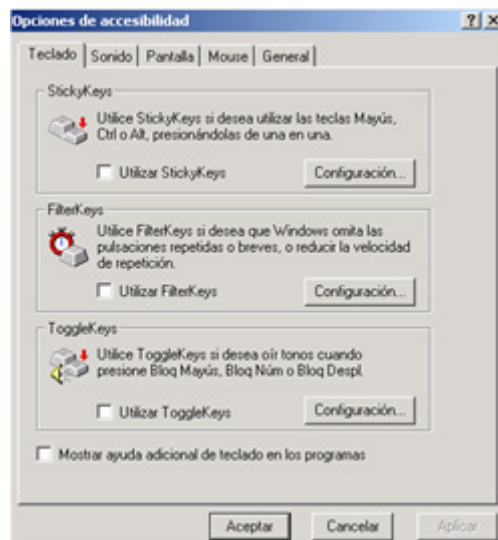 Opciones de accesibilidad
Teclado Sonido Pantalla Mouse General
StickyKeys
Utilice StickyKeys si desea utilizar las teclas Mayús,
Ctrl o Alt, presionándolas de una en una.
Utilizar StickyKeys Configuración...
FilterKeys
Utilice FilterKeys si desea que Windows omita las
pulsaciones repetidas o breves, o reducir la velocidad
de repetición.
Utilizar FilterKeys Configuración...
ToggleKeys
Utilice ToggleKeys si desea oír tonos cuando
presione Bloq Mayús, Bloq Núm o Bloq Despl.
Utilizar ToggleKeys Configuración...
Mostrar ayuda adicional de teclado en los programas
Aceptar Cancelar Aplicar